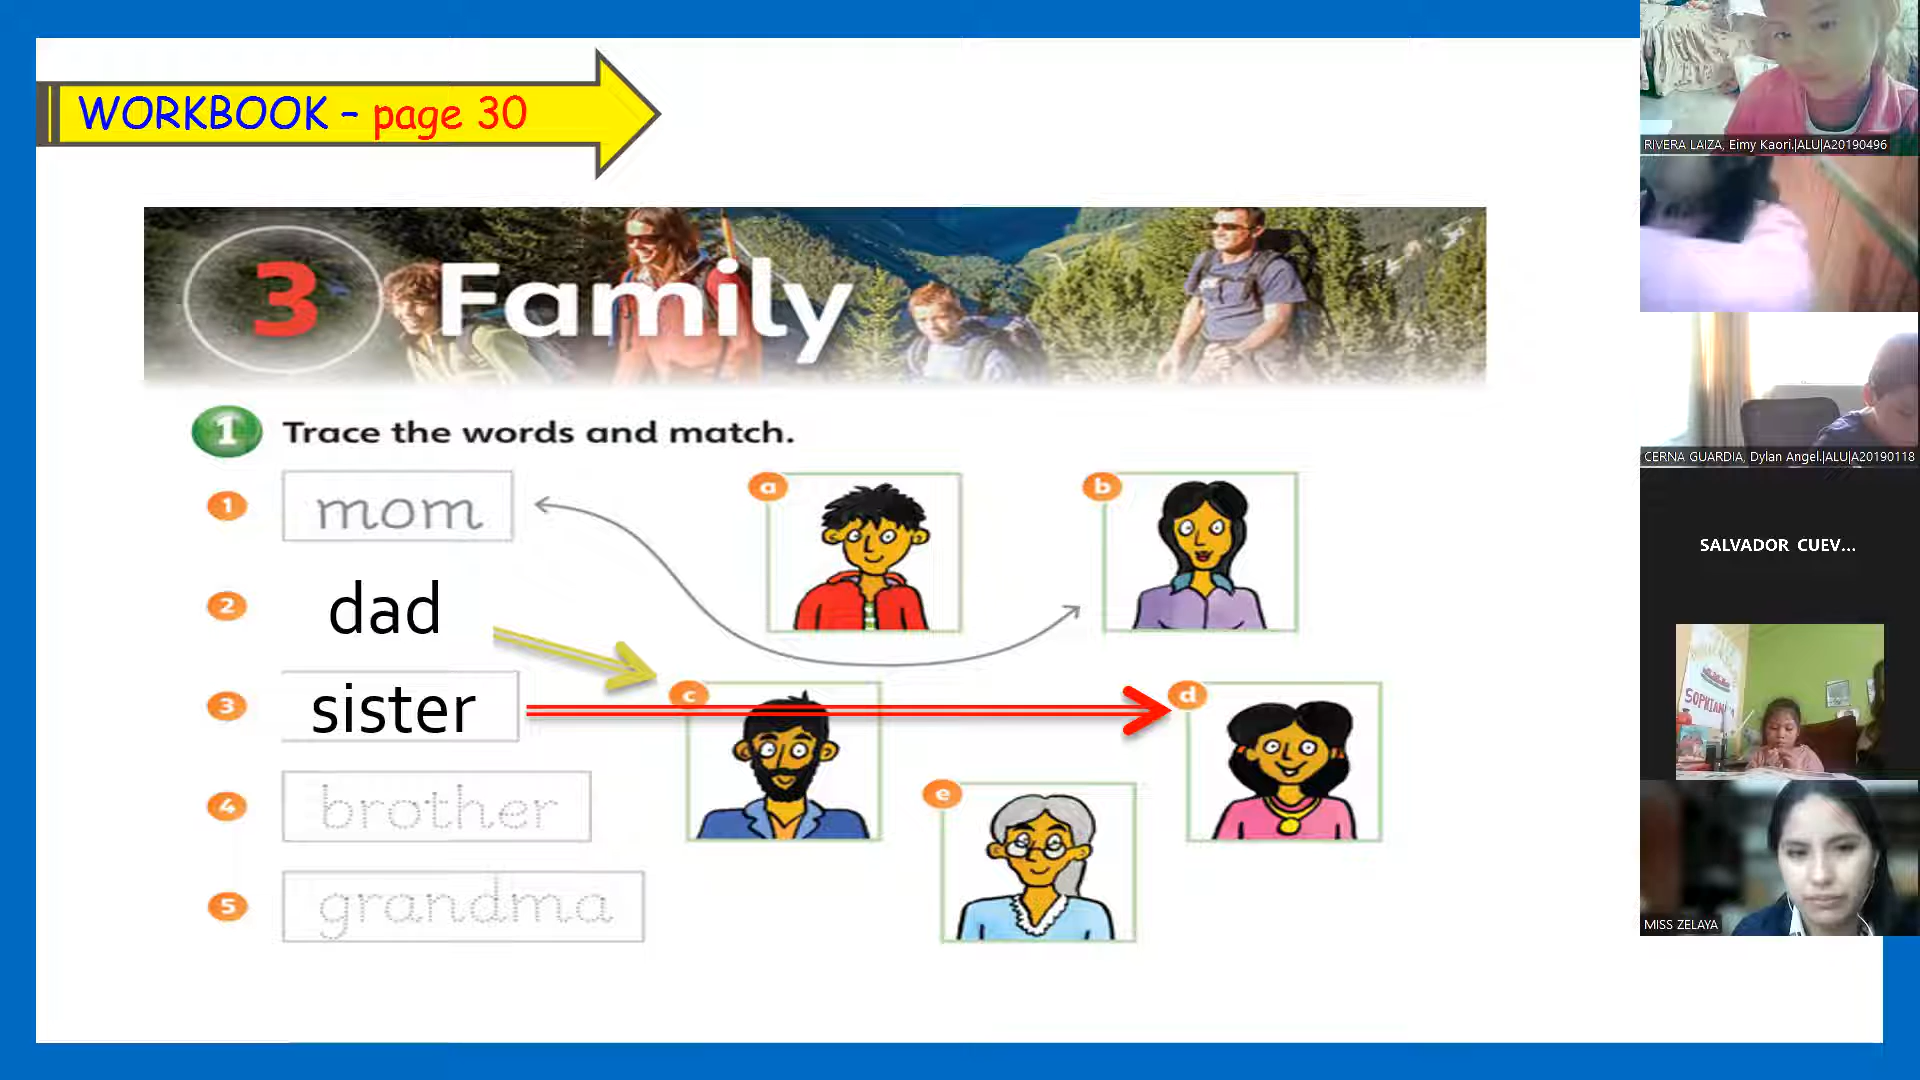 WORKBOOK – page 30
3 Family
1 Trace the words and match.
1 mom
2 dad
3 sister
4 brother
5 grandma
a
b
c
d
e
RIVERA LAIZA, Eimy Kaori.|ALU|A20190496
CERNA GUARDIA, Dylan Angel.|ALU|A20190118
SALVADOR CUEV...
SOPHIA
MISS ZELAYA